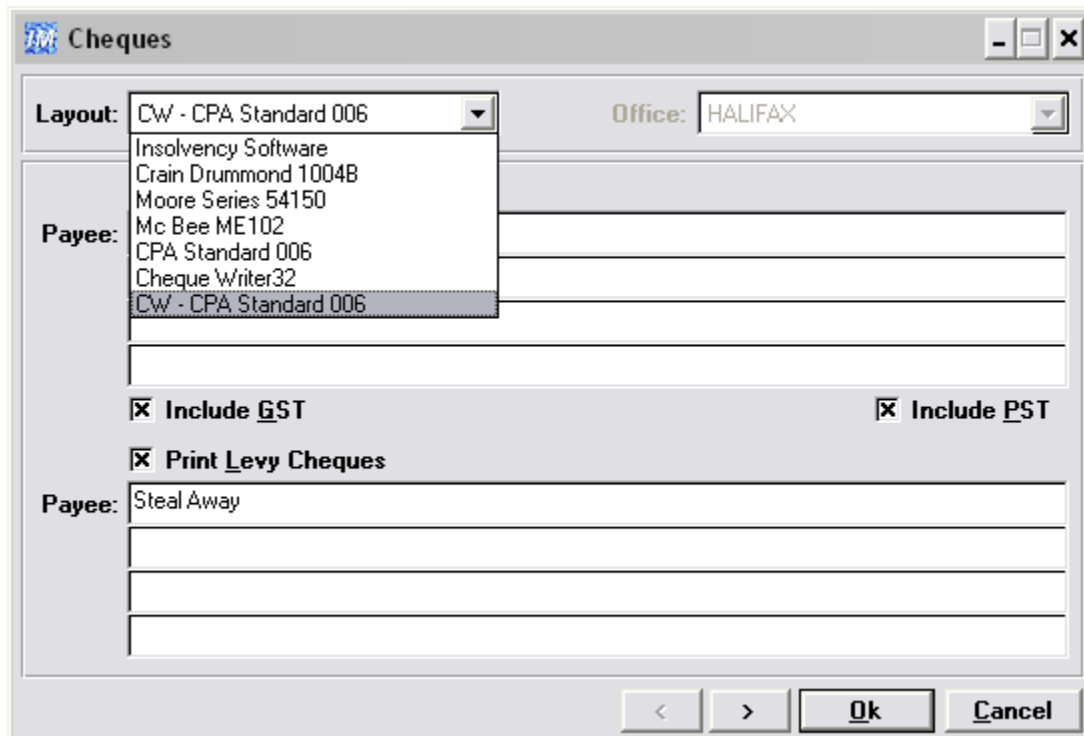 IM Cheques
Layout: CW - CPA Standard 006 Office: HALIFAX
Insolvency Software
Crain Drummond 1004B
Moore Series 54150
Mc Bee ME102
CPA Standard 006
Cheque Writer32
CW - CPA Standard 006
Payee:
Include GST Include PST
Print Levy Cheques
Payee: Steal Away
< > Ok Cancel